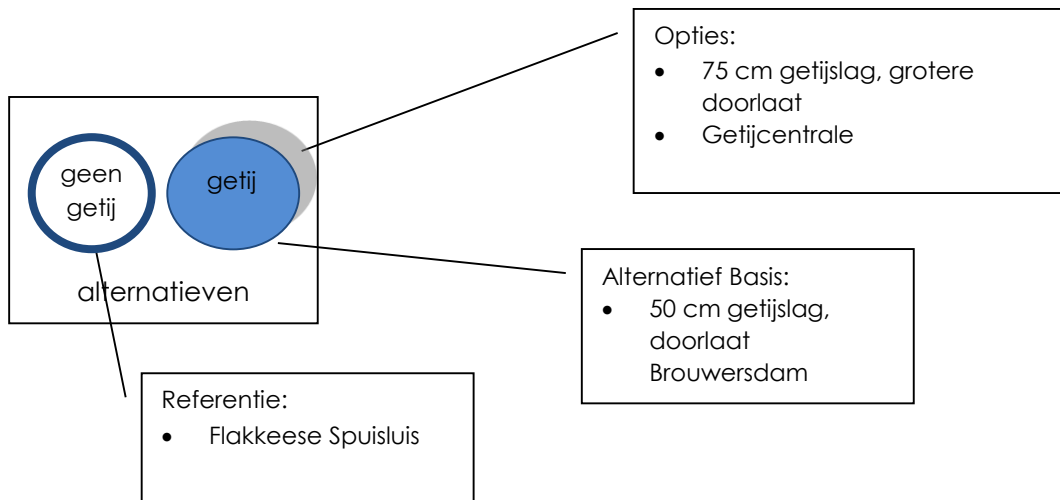 Opties:
• 75 cm getijslag, grotere
doorlaat
• Getijcentrale
geen
getij
getij
alternatieven
Alternatief Basis:
• 50 cm getijslag,
doorlaat
Brouwersdam
Referentie:
• Flakkeese Spuisluis